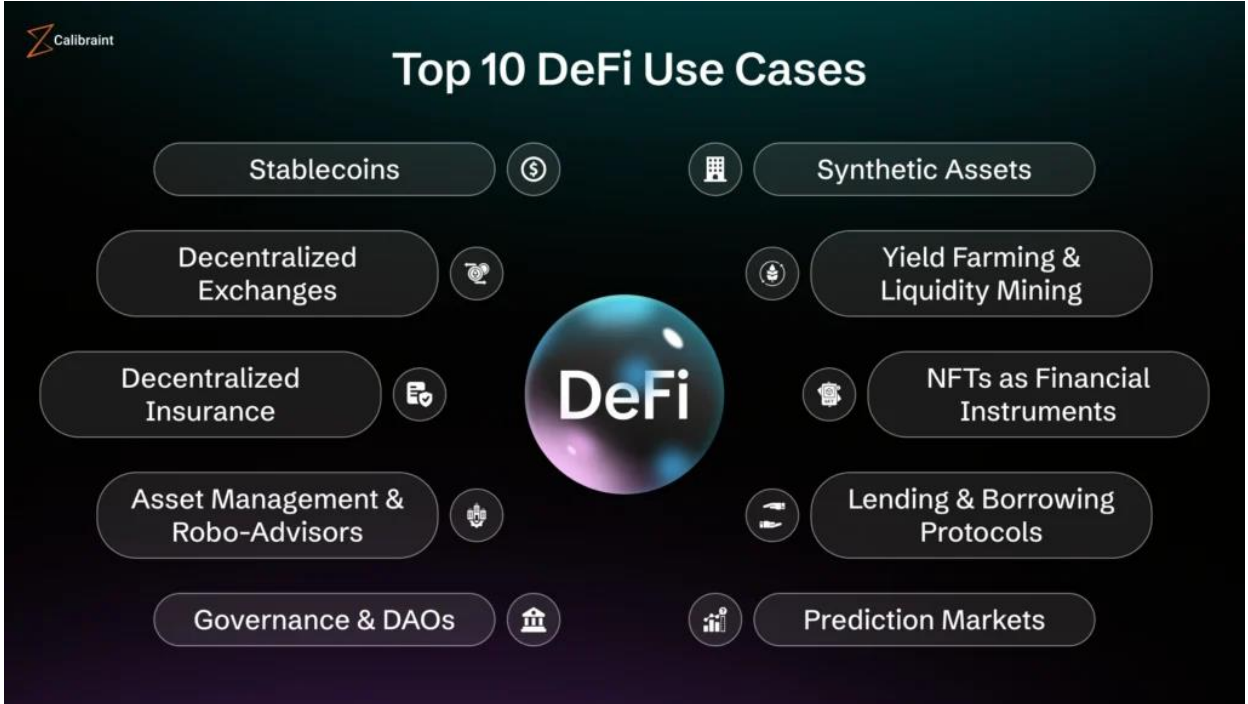 Calibraint
Top 10 DeFi Use Cases
Stablecoins
Synthetic Assets
Decentralized
Exchanges
Yield Farming &
Liquidity Mining
Decentralized
Insurance
DeFi
NFTs as Financial
Instruments
Asset Management &
Robo-Advisors
Lending & Borrowing
Protocols
Governance & DAOs
Prediction Markets